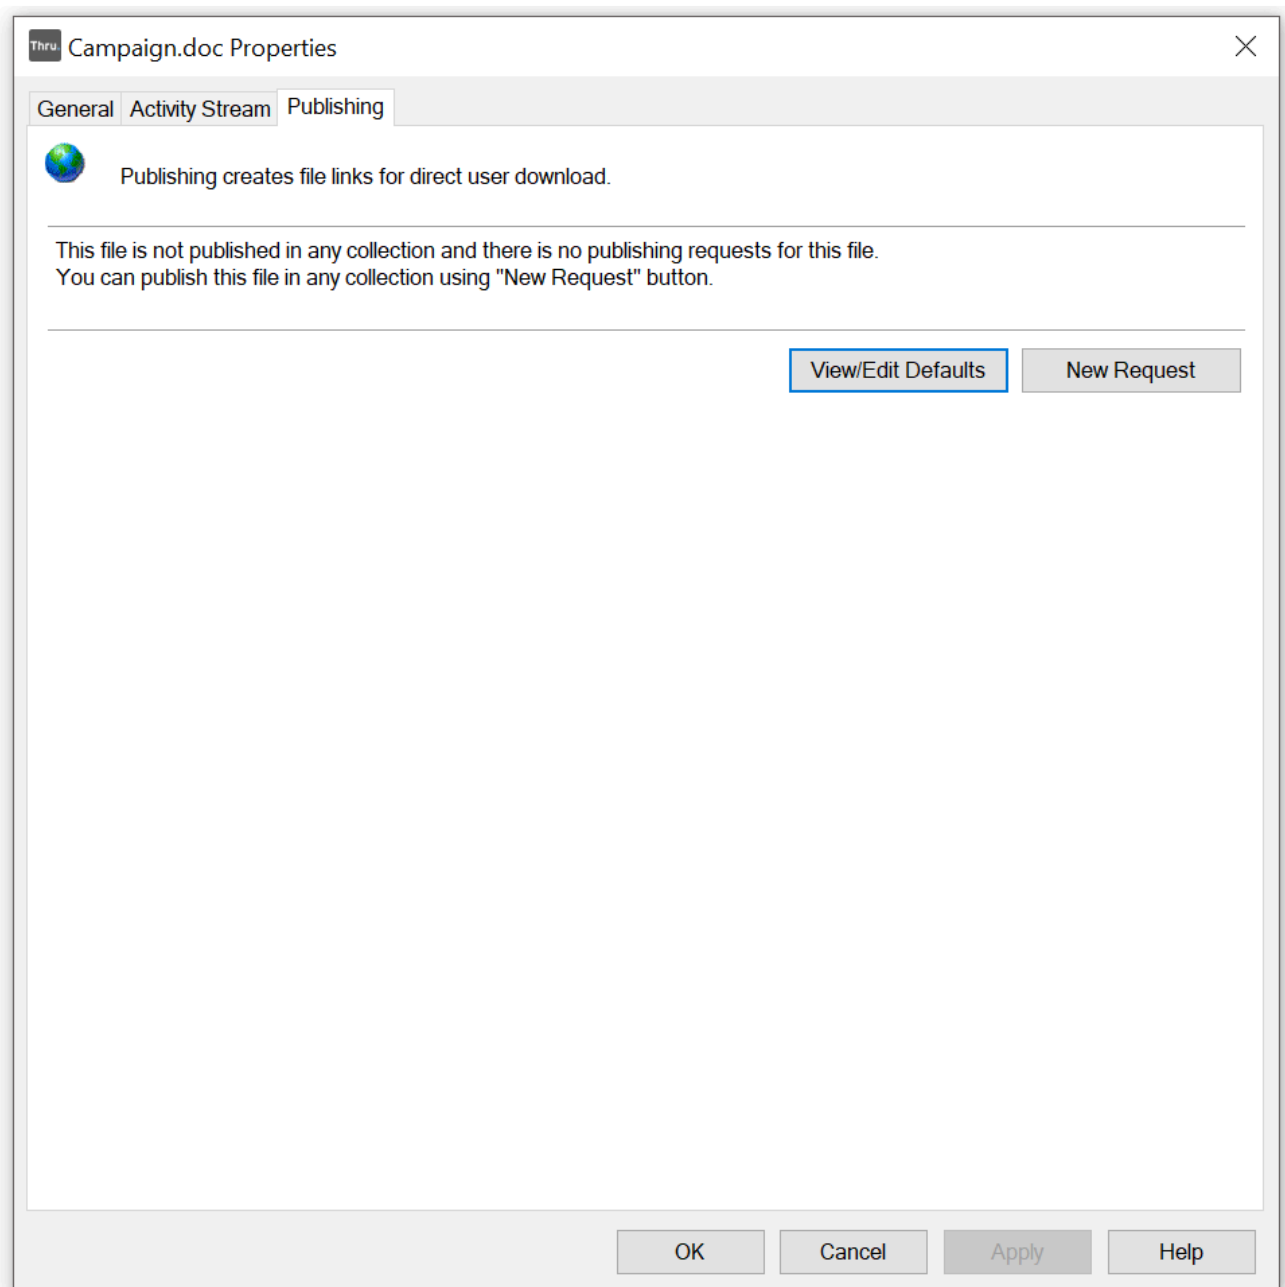 Thru. Campaign.doc Properties
General Activity Stream Publishing
Publishing creates file links for direct user download.
This file is not published in any collection and there is no publishing requests for this file.
You can publish this file in any collection using "New Request" button.
View/Edit Defaults New Request
OK Cancel Apply Help